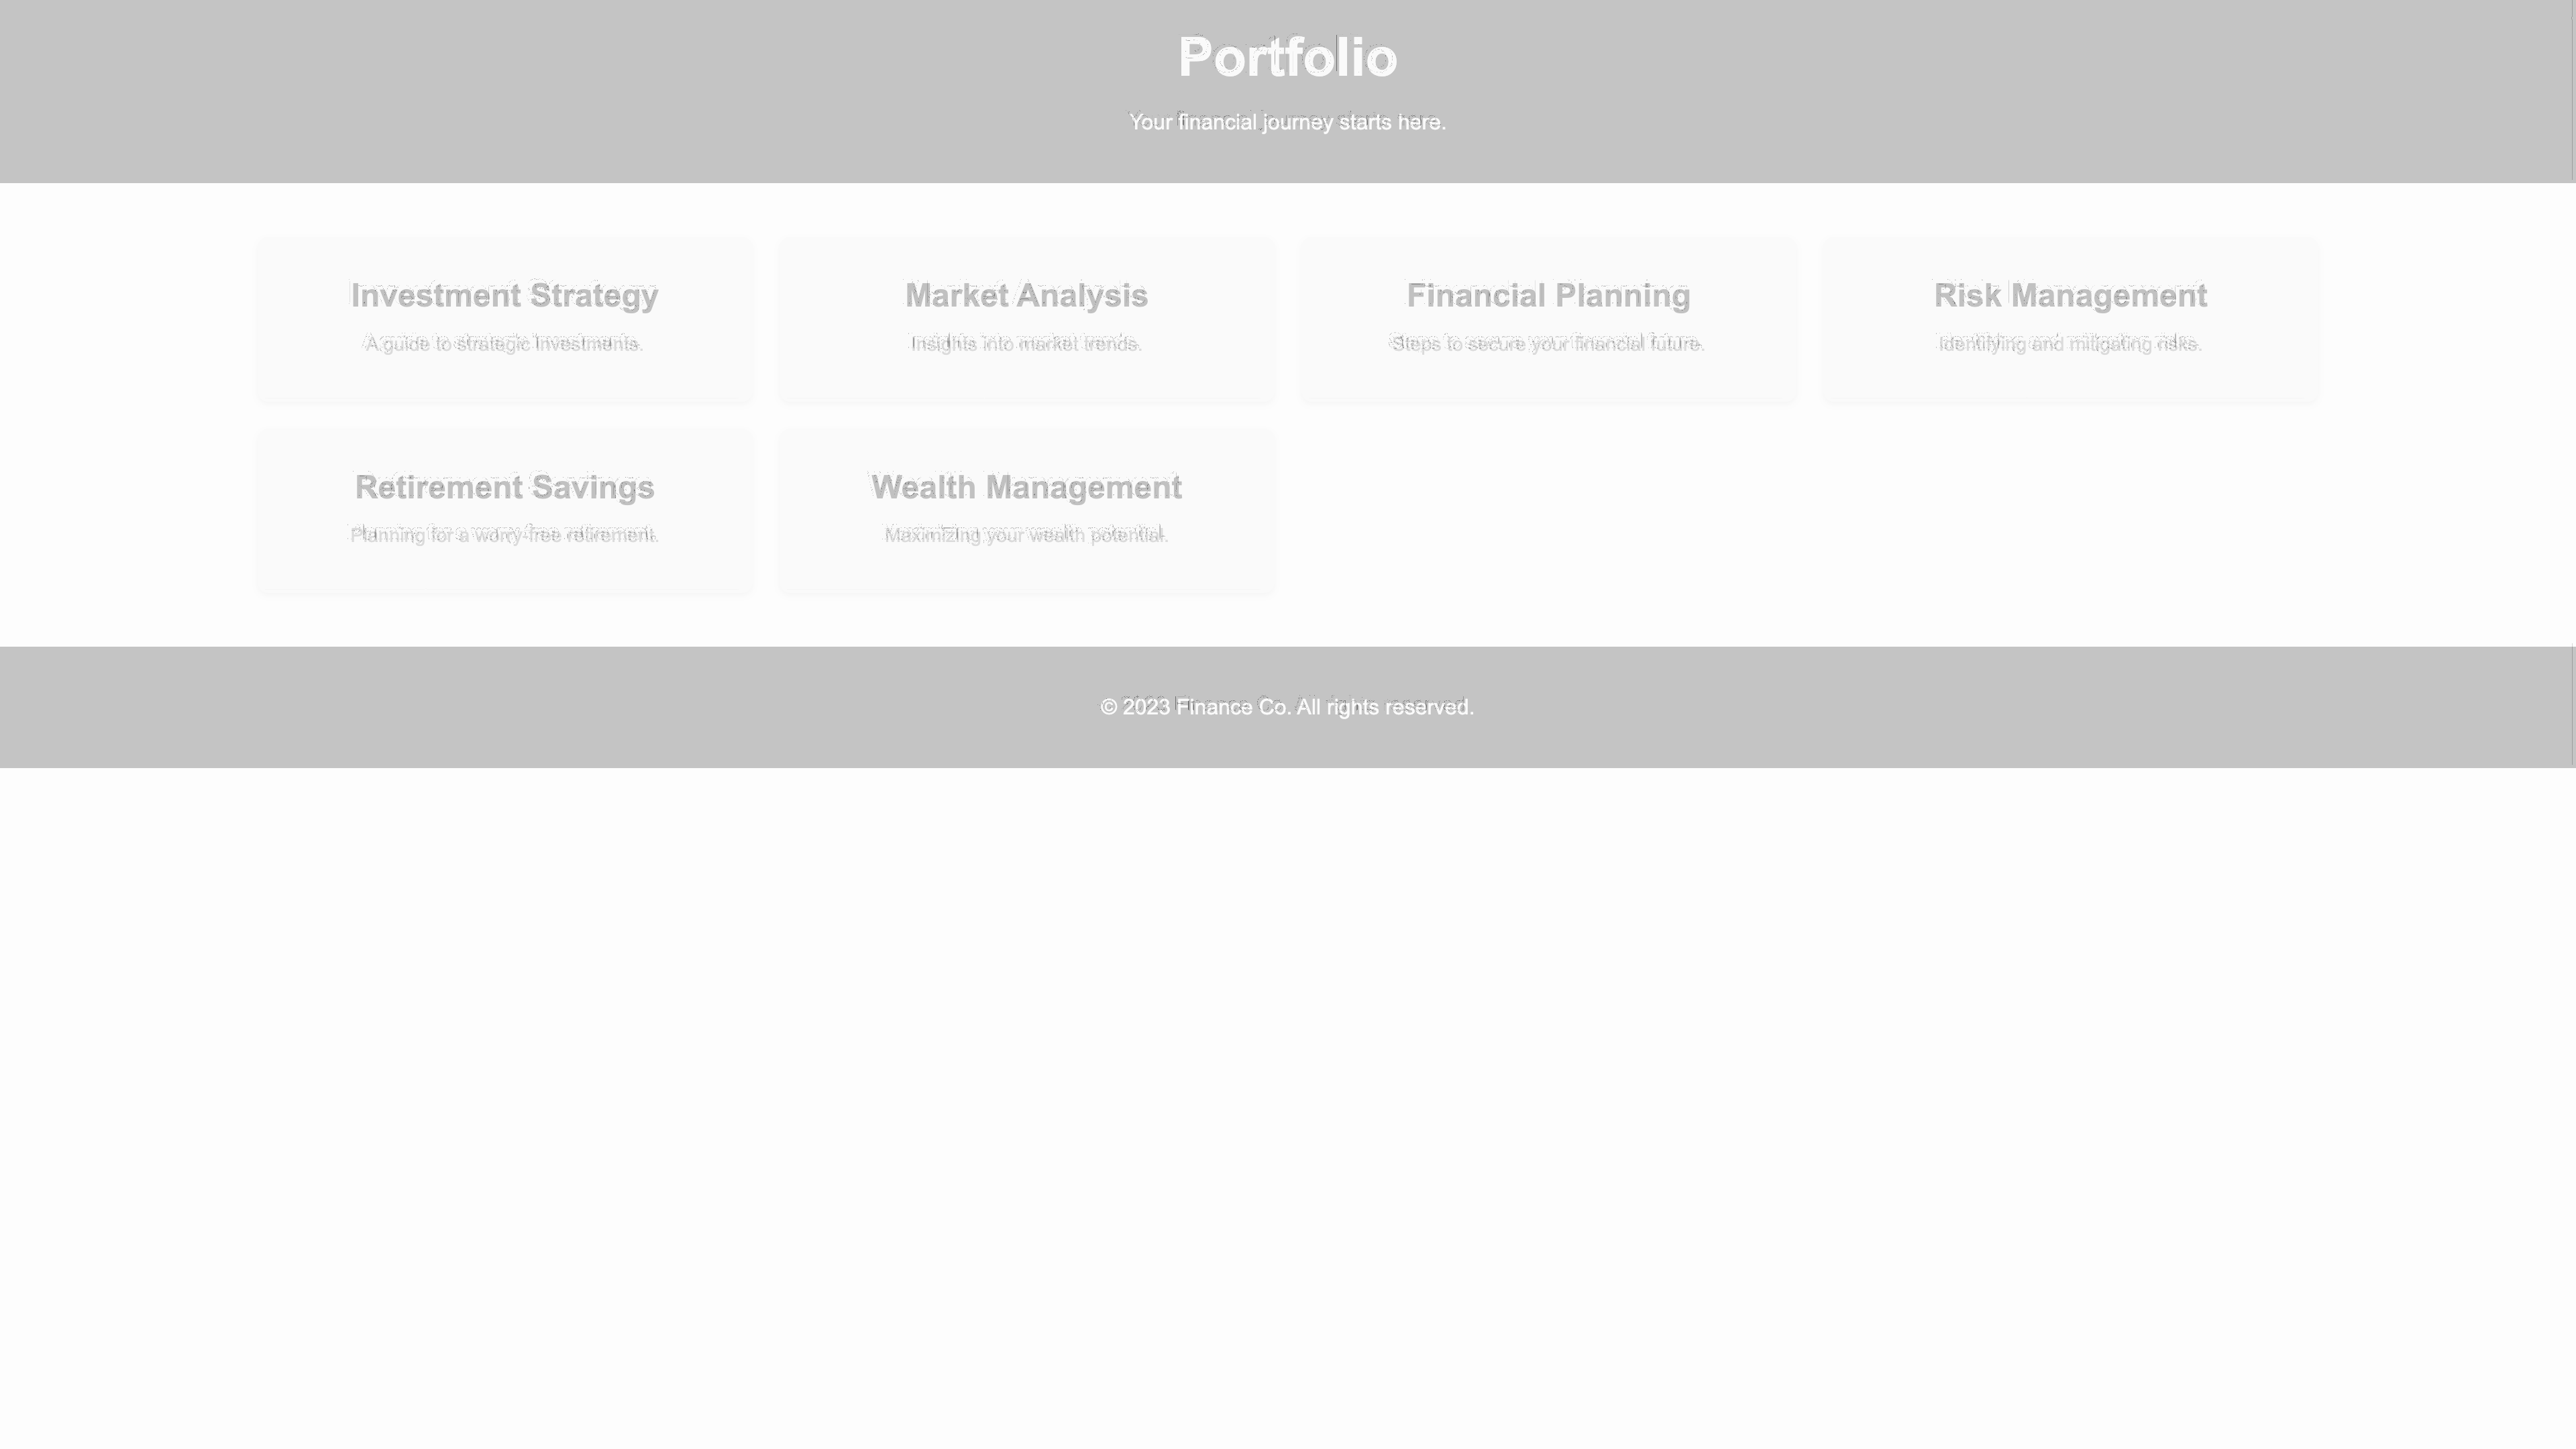 Portfolio
Your financial journey starts here.
Investment Strategy
A guide to strategic investments.
Market Analysis
Insights into market trends.
Financial Planning
Steps to secure your financial future.
Risk Management
Identifying and mitigating risks.
Retirement Savings
Planning for a worry-free retirement.
Wealth Management
Maximizing your wealth potential.
© 2023 Finance Co. All rights reserved.